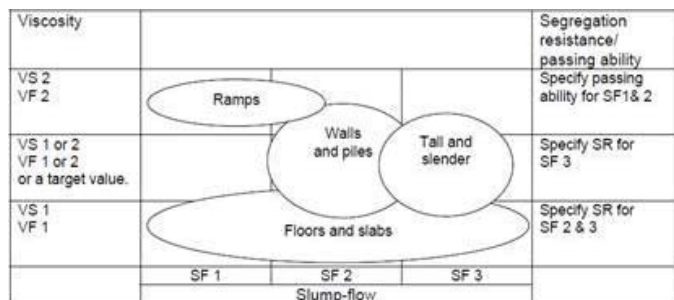 Viscosity
Segregation
resistance/
passing ability
VS 2
VF 2
Ramps
Specify passing
ability for SF1& 2
VS 1 or 2
VF 1 or 2
or a target value.
Walls
and piles
Tall and
slender
Specify SR for
SF 3
VS 1
VF 1
Floors and slabs
Specify SR for
SF 2 & 3
SF 1
SF 2
SF 3
Slump-flow